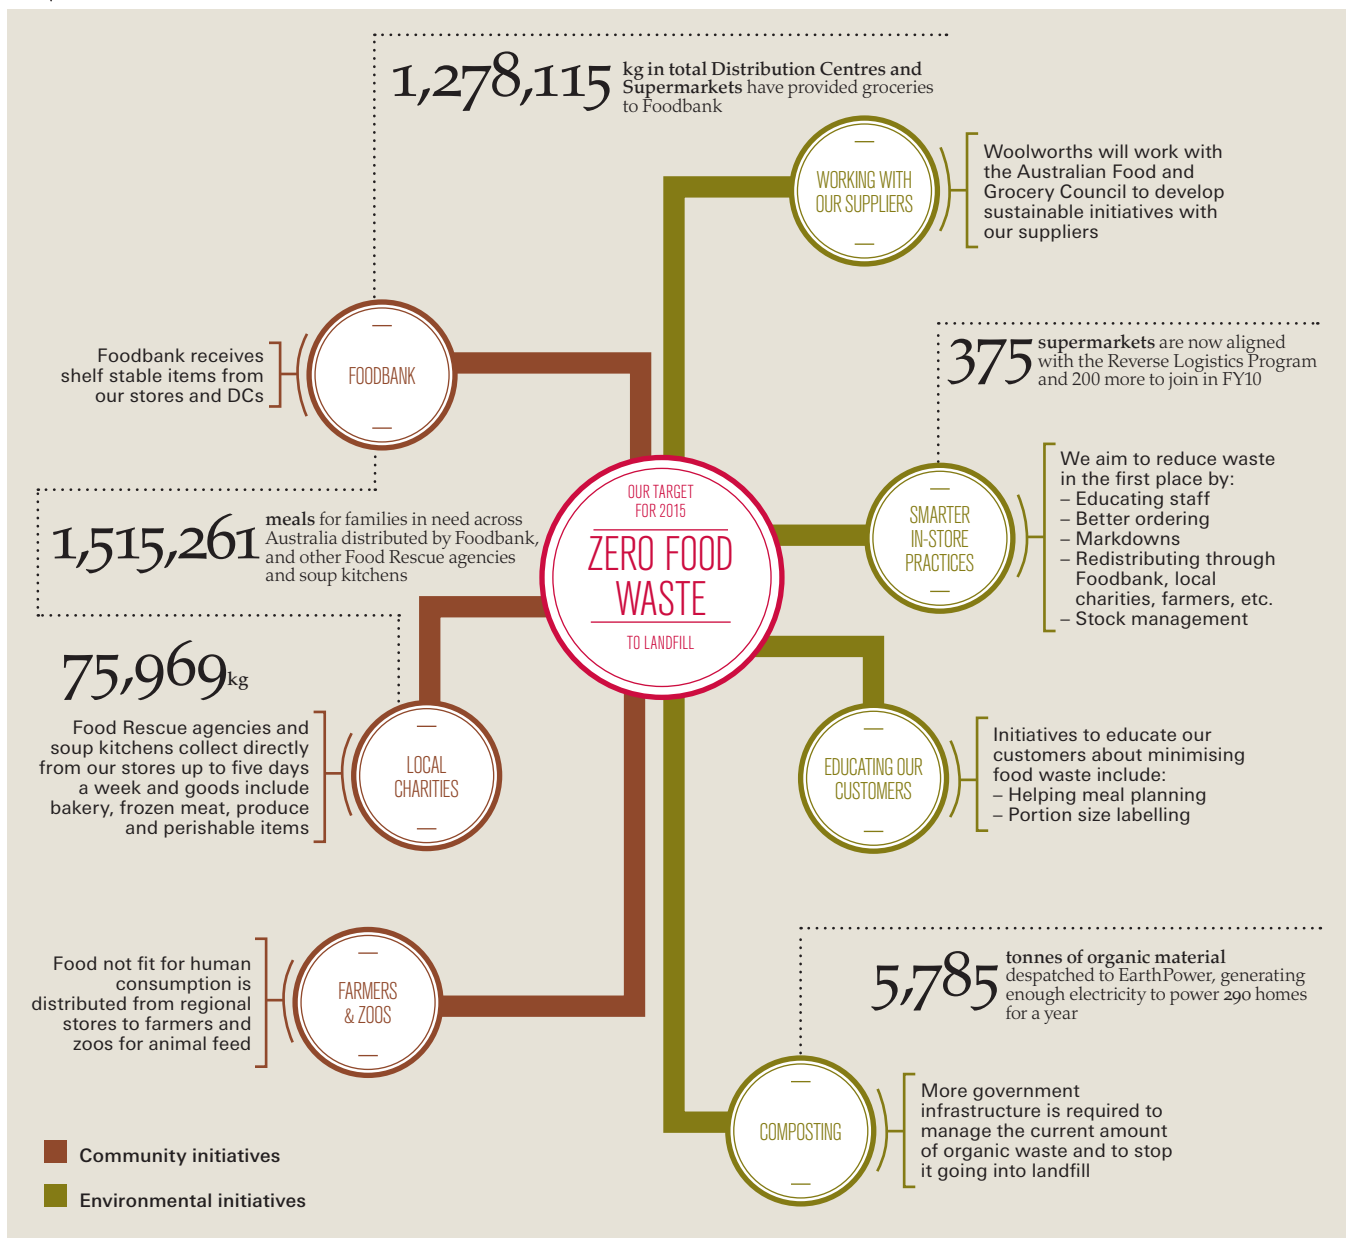 1,278,115 kg in total Distribution Centres and
Supermarkets have provided groceries
to Foodbank
WORKING WITH
OUR SUPPLIERS
Woolworths will work with
the Australian Food and
Grocery Council to develop
sustainable initiatives with
our suppliers
Foodbank receives
shelf stable items from
our stores and DCs
FOODBANK
375 supermarkets are now aligned
with the Reverse Logistics Program
and 200 more to join in FY10
OUR TARGET
FOR 2015
ZERO FOOD
WASTE
TO LANDFILL
SMARTER
IN-STORE
PRACTICES
We aim to reduce waste
in the first place by:
– Educating staff
– Better ordering
– Markdowns
– Redistributing through
Foodbank, local
charities, farmers, etc.
– Stock management
1,515,261 meals for families in need across
Australia distributed by Foodbank,
and other Food Rescue agencies
and soup kitchens
75,969kg
Food Rescue agencies and
soup kitchens collect directly
from our stores up to five days
a week and goods include
bakery, frozen meat, produce
and perishable items
LOCAL
CHARITIES
EDUCATING OUR
CUSTOMERS
Initiatives to educate our
customers about minimising
food waste include:
– Helping meal planning
– Portion size labelling
Food not fit for human
consumption is
distributed from regional
stores to farmers and
zoos for animal feed
FARMERS
& ZOOS
5,785 tonnes of organic material
despatched to EarthPower, generating
enough electricity to power 290 homes
for a year
COMPOSTING
More government
infrastructure is required to
manage the current amount
of organic waste and to stop
it going into landfill
Community initiatives
Environmental initiatives